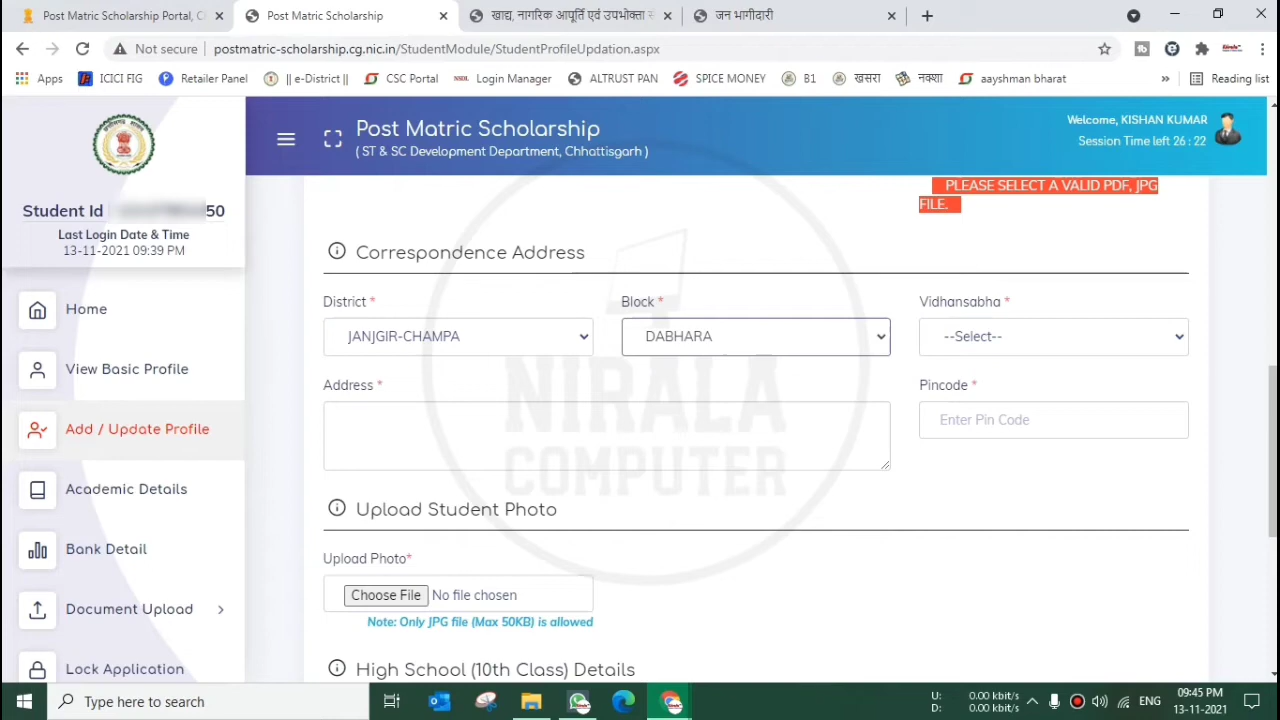 Post Matric Scholarship Portal, C
Post Matric Scholarship
खाद्य, नागरिक आपूर्ति एवं उपभोक्ता
जन भागीदारी
Not secure
postmatric-scholarship.cg.nic.in/StudentModule/StudentProfileUpdation.aspx
Apps
ICICI FIG
Retailer Panel
|| e-District ||
CSC Portal
Login Manager
ALTRUST PAN
SPICE MONEY
B1
खसरा
नक्शा
aayshman bharat
»
Reading list
Post Matric Scholarship
( ST & SC Development Department, Chhattisgarh )
Welcome, KISHAN KUMAR
Session Time left 26 : 22
Student Id 50
Last Login Date & Time
13-11-2021 09:39 PM
Home
View Basic Profile
Add / Update Profile
Academic Details
Bank Detail
Document Upload
Lock Application
PLEASE SELECT A VALID PDF, JPG
FILE.
Correspondence Address
District * Block * Vidhansabha *
JANJGIR-CHAMPA DABHARA --Select--
Address * Pincode *
Enter Pin Code
NIRALA
COMPUTER
Upload Student Photo
Upload Photo*
Choose File No file chosen
Note: Only JPG file (Max 50KB) is allowed
High School (10th Class) Details
Type here to search
U: 0.00 kbit/s
D: 0.00 kbit/s
ENG
09:45 PM
13-11-2021